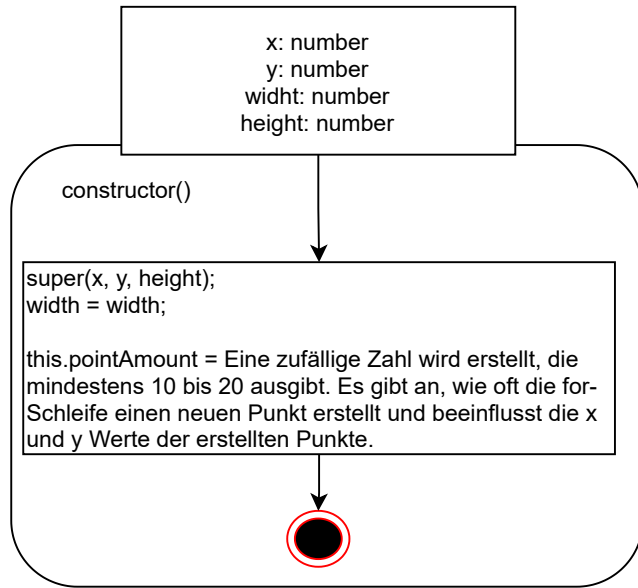 x: number
y: number
widht: number
height: number
constructor()
super(x, y, height);
width = width;
this.pointAmount = Eine zufällige Zahl wird erstellt, die
mindestens 10 bis 20 ausgibt. Es gibt an, wie oft die for-
Schleife einen neuen Punkt erstellt und beeinflusst die x
und y Werte der erstellten Punkte.